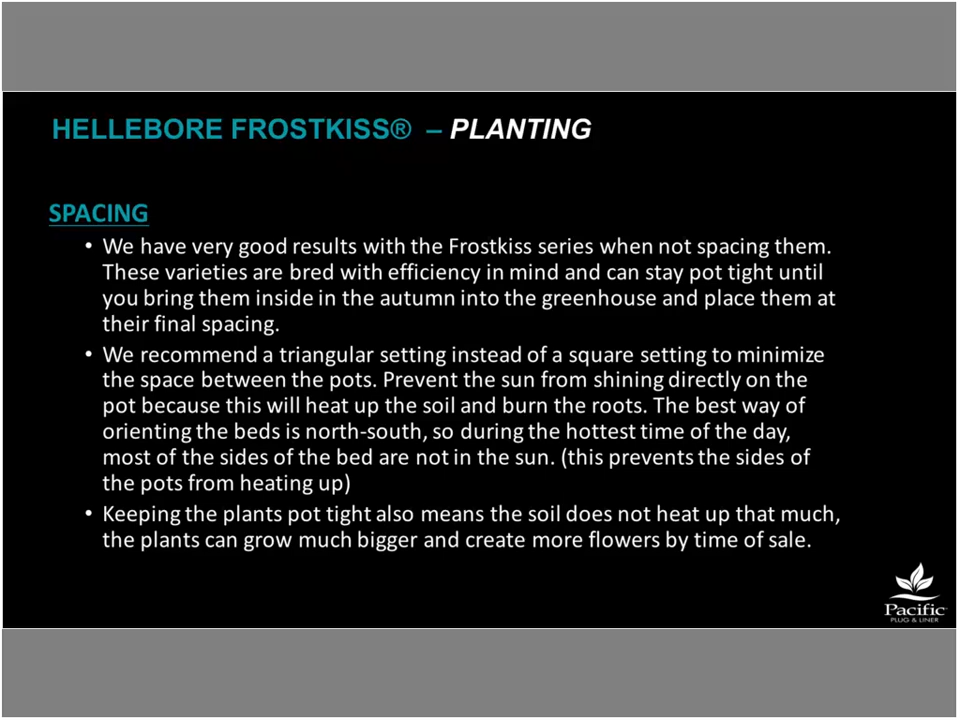 HELLEBORE FROSTKISS® – PLANTING
SPACING
• We have very good results with the Frostkiss series when not spacing them.
These varieties are bred with efficiency in mind and can stay pot tight until
you bring them inside in the autumn into the greenhouse and place them at
their final spacing.
• We recommend a triangular setting instead of a square setting to minimize
the space between the pots. Prevent the sun from shining directly on the
pot because this will heat up the soil and burn the roots. The best way of
orienting the beds is north-south, so during the hottest time of the day,
most of the sides of the bed are not in the sun. (this prevents the sides of
the pots from heating up)
• Keeping the plants pot tight also means the soil does not heat up that much,
the plants can grow much bigger and create more flowers by time of sale.
Pacific
PLUG & LINER